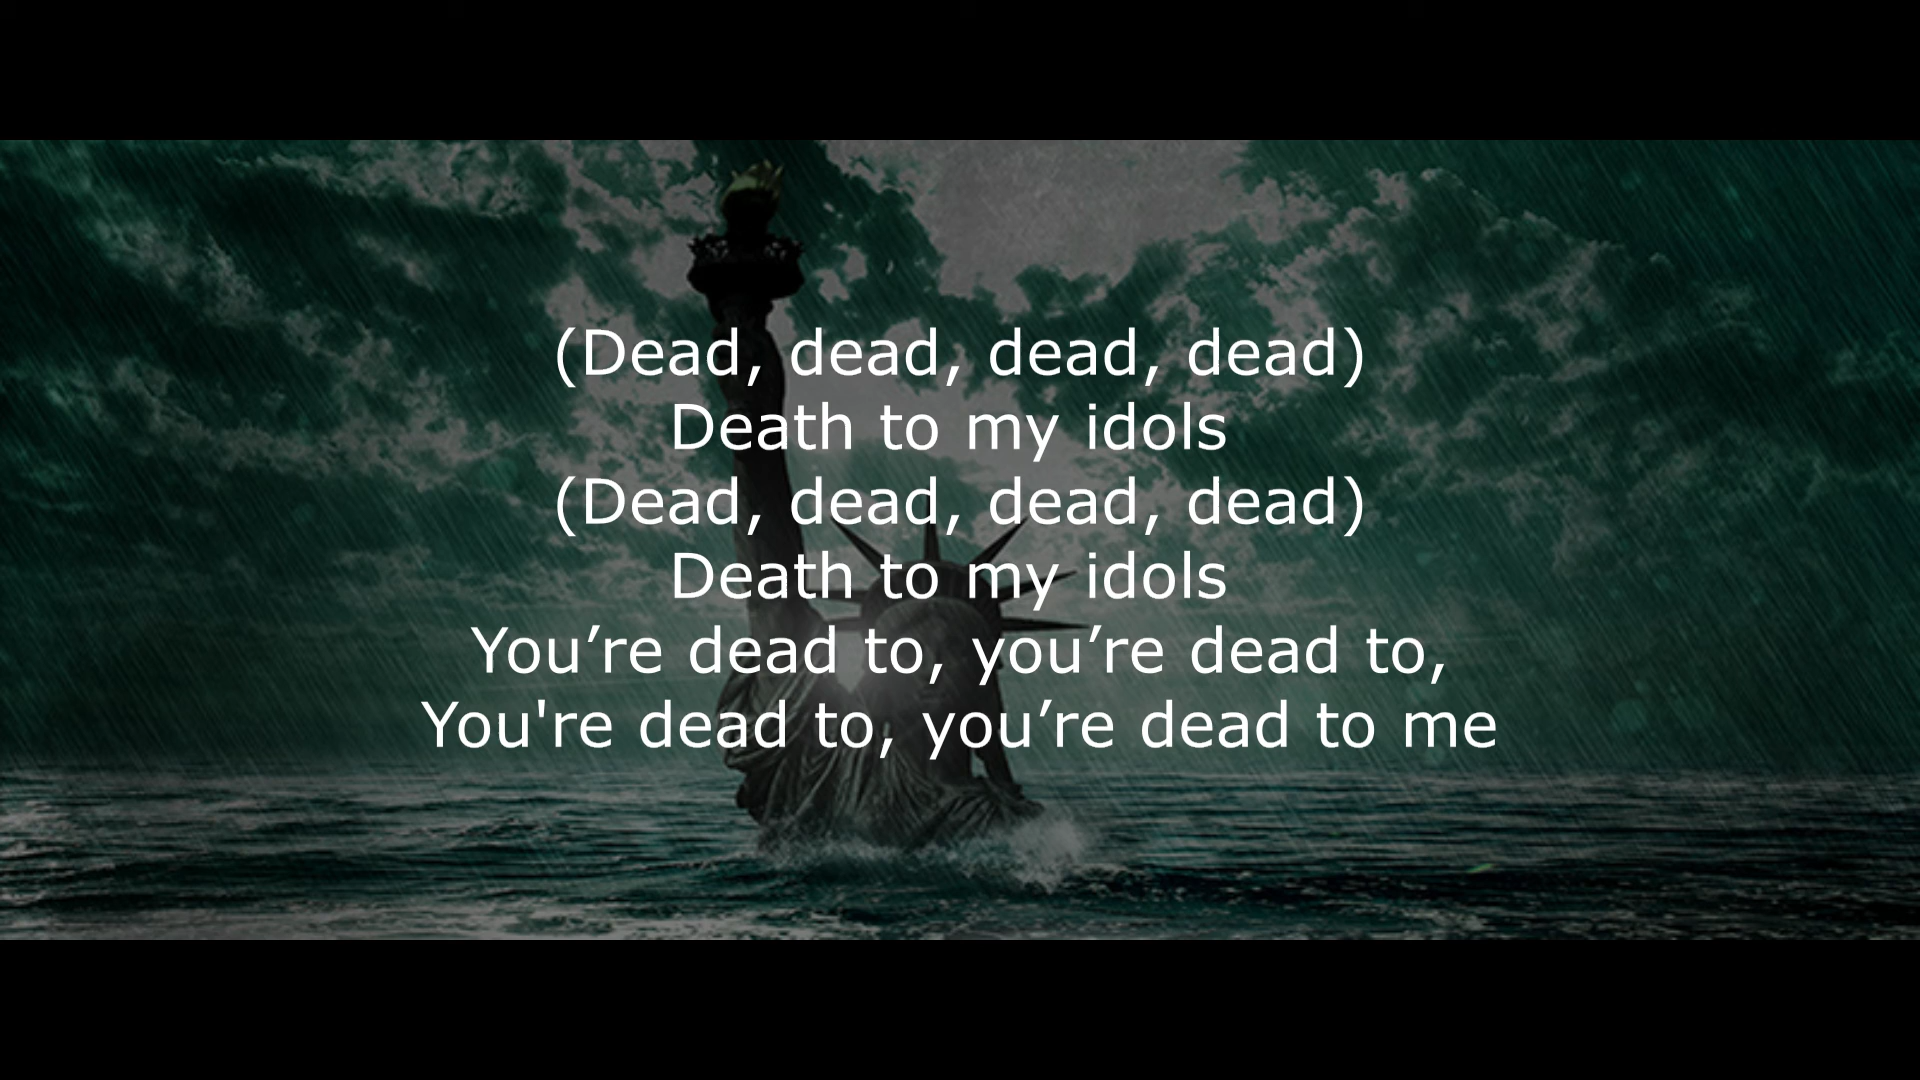 (Dead, dead, dead, dead)
Death to my idols
(Dead, dead, dead, dead)
Death to my idols
You’re dead to, you’re dead to,
You're dead to, you’re dead to me